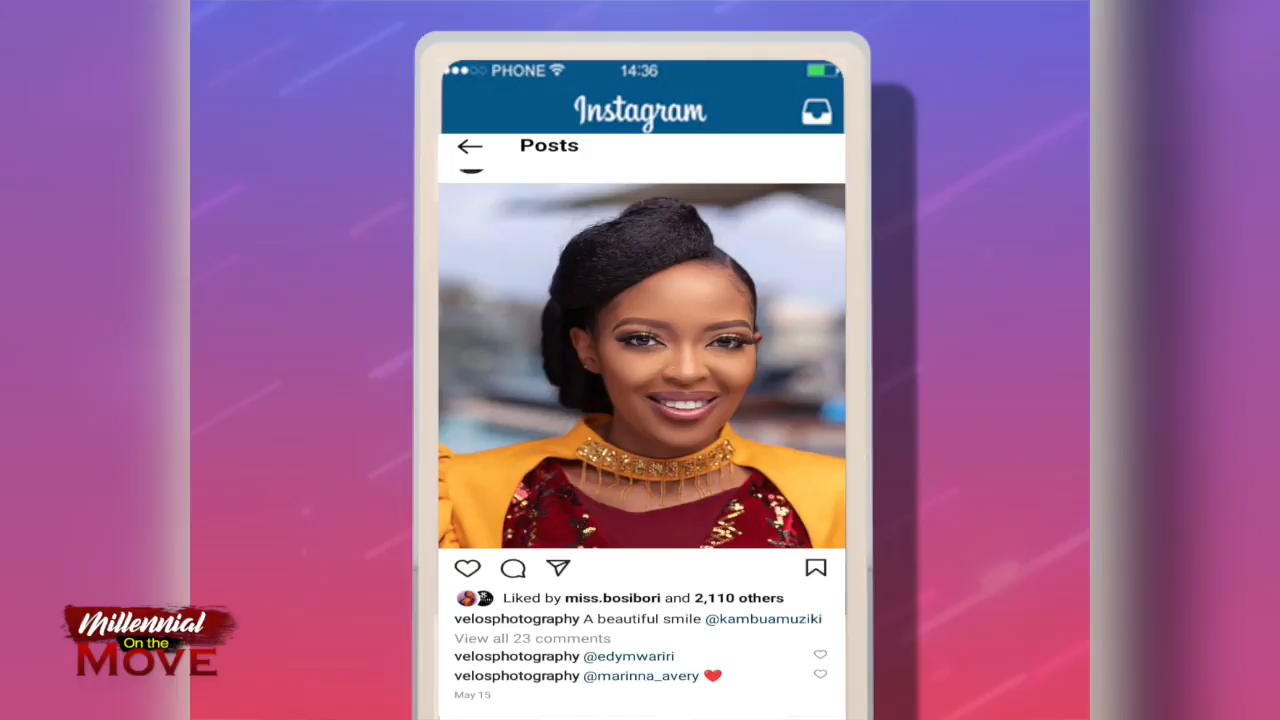 PHONE 14:36
Instagram
Posts
Liked by miss.bosibori and 2,110 others
velosphotography A beautiful smile @kambuamuziki
View all 23 comments
velosphotography @edymwariri
velosphotography @marinna_avery ❤️
May 15
Millennial
On the
MOVE